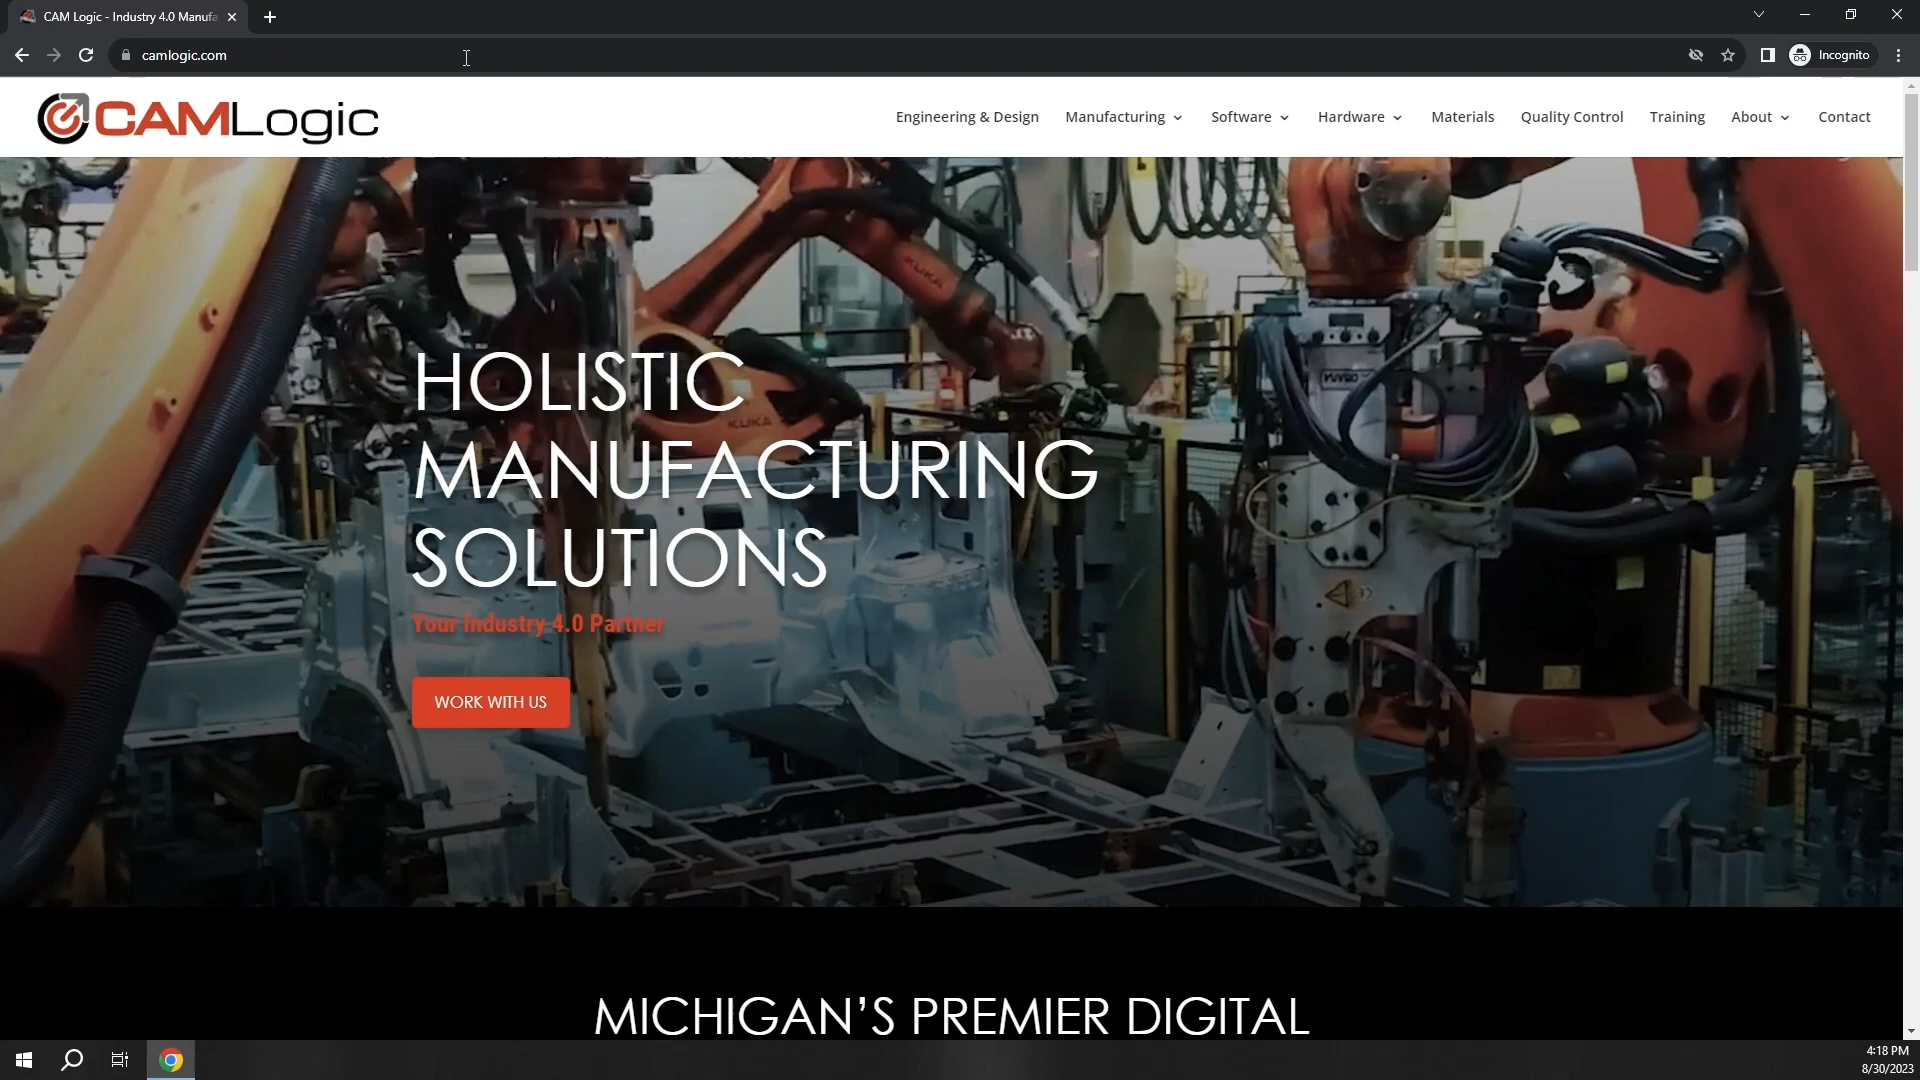 CAM Logic - Industry 4.0 Manufa
camlogic.com
Incognito
CAMLogic
Engineering & Design Manufacturing Software Hardware Materials Quality Control Training About Contact
KUKA
KUKA
HOLISTIC
MANUFACTURING
SOLUTIONS
Your Industry 4.0 Partner
WORK WITH US
MICHIGAN’S PREMIER DIGITAL
4:18 PM
8/30/2023